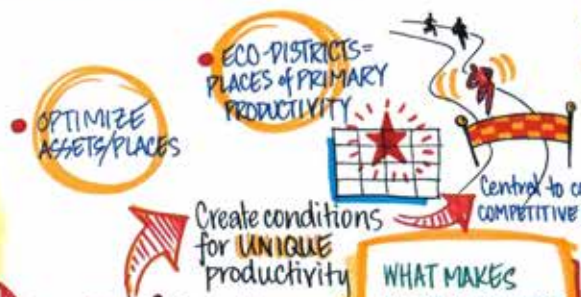 OPTIMIZE
ASSETS/PLACES
ECO-DISTRICTS=
PLACES of PRIMARY
PRODUCTIVITY
Create conditions
for UNIQUE
productivity
Central to
COMPETITIVE
WHAT MAKES